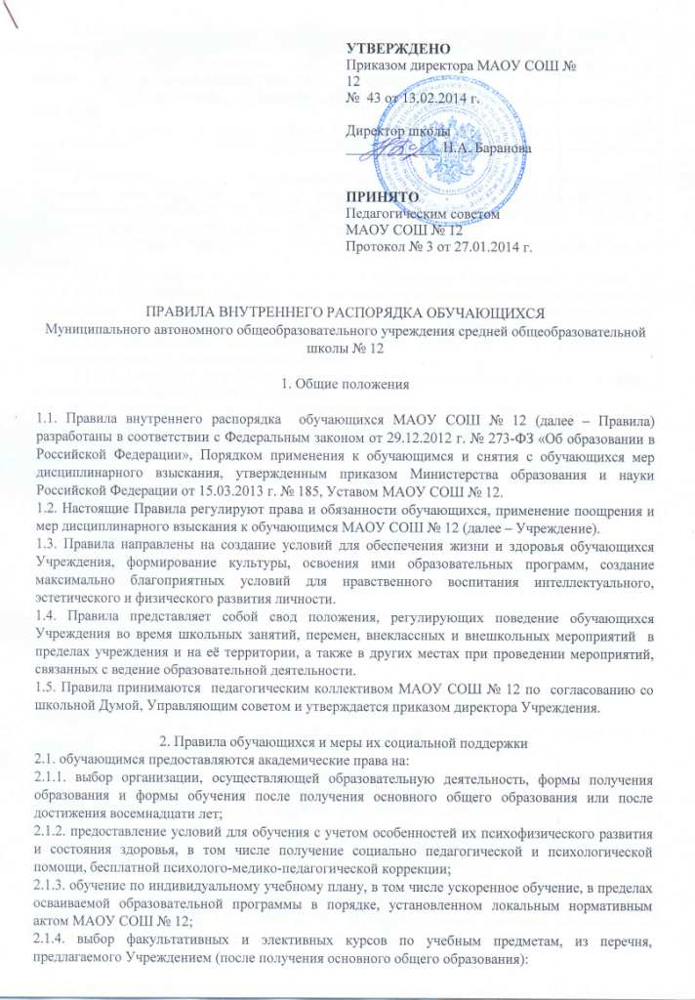 УТВЕРЖДЕНО
Приказом директора МАОУ СОШ №
12
№ 43 от 13.02.2014 г.
Директор школы
Н.А. Баранова
ПРИНЯТО
Педагогическим советом
МАОУ СОШ № 12
Протокол № 3 от 27.01.2014 г.
ПРАВИЛА ВНУТРЕННЕГО РАСПОРЯДКА ОБУЧАЮЩИХСЯ
Муниципального автономного общеобразовательного учреждения средней общеобразовательной
школы № 12
1. Общие положения
1.1. Правила внутреннего распорядка обучающихся МАОУ СОШ № 12 (далее – Правила)
разработаны в соответствии с Федеральным законом от 29.12.2012 г. № 273-ФЗ «Об образовании в
Российской Федерации», Порядком применения к обучающимся и снятия с обучающихся мер
дисциплинарного взыскания, утвержденным приказом Министерства образования и науки
Российской Федерации от 15.03.2013 г. № 185, Уставом МАОУ СОШ № 12.
1.2. Настоящие Правила регулируют права и обязанности обучающихся, применение поощрения и
мер дисциплинарного взыскания к обучающимся МАОУ СОШ № 12 (далее – Учреждение).
1.3. Правила направлены на создание условий для обеспечения жизни и здоровья обучающихся
Учреждения, формирование культуры, освоения ими образовательных программ, создание
максимально благоприятных условий для нравственного воспитания интеллектуального,
эстетического и физического развития личности.
1.4. Правила представляет собой свод положения, регулирующих поведение обучающихся
Учреждения во время школьных занятий, перемен, внеклассных и внешкольных мероприятий в
пределах учреждения и на её территории, а также в других местах при проведении мероприятий,
связанных с ведение образовательной деятельности.
1.5. Правила принимаются педагогическим коллективом МАОУ СОШ № 12 по согласованию со
школьной Думой, Управляющим советом и утверждается приказом директора Учреждения.
2. Правила обучающихся и меры их социальной поддержки
2.1. обучающимся предоставляются академические права на:
2.1.1. выбор организации, осуществляющей образовательную деятельность, формы получения
образования и формы обучения после получения основного общего образования или после
достижения восемнадцати лет;
2.1.2. предоставление условий для обучения с учетом особенностей их психофизического развития
и состояния здоровья, в том числе получение социально педагогической и психологической
помощи, бесплатной психолого-медико-педагогической коррекции;
2.1.3. обучение по индивидуальному учебному плану, в том числе ускоренное обучение, в пределах
осваиваемой образовательной программы в порядке, установленном локальным нормативным
актом МАОУ СОШ № 12;
2.1.4. выбор факультативных и элективных курсов по учебным предметам, из перечня,
предлагаемого Учреждением (после получения основного общего образования):